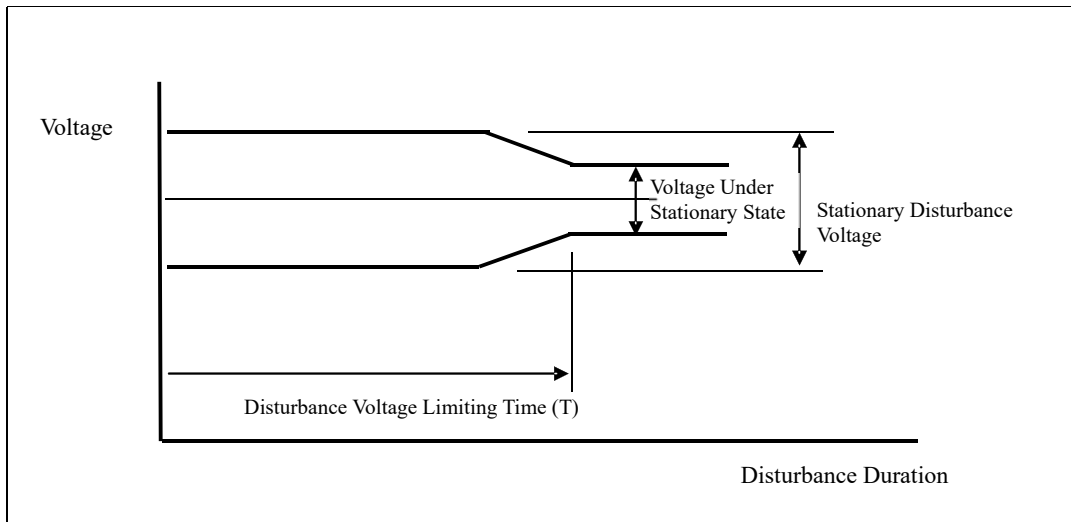 Voltage
Voltage Under
Stationary State
Stationary Disturbance
Voltage
Disturbance Voltage Limiting Time (T)
Disturbance Duration